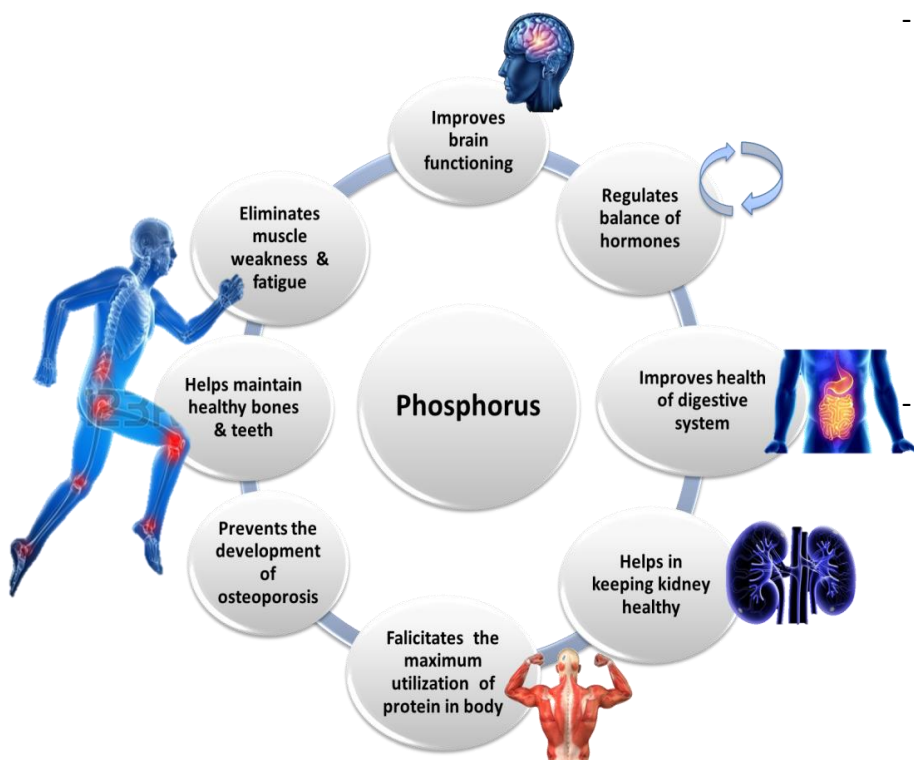 Improves
brain
functioning
Regulates
balance of
hormones
Improves health
of digestive
system
Helps in
keeping kidney
healthy
Falicitates the
maximum
utilization of
protein in body
Prevents the
development
of
osteoporosis
Helps maintain
healthy bones
& teeth
Eliminates
muscle
weakness &
fatigue
Phosphorus
-
-